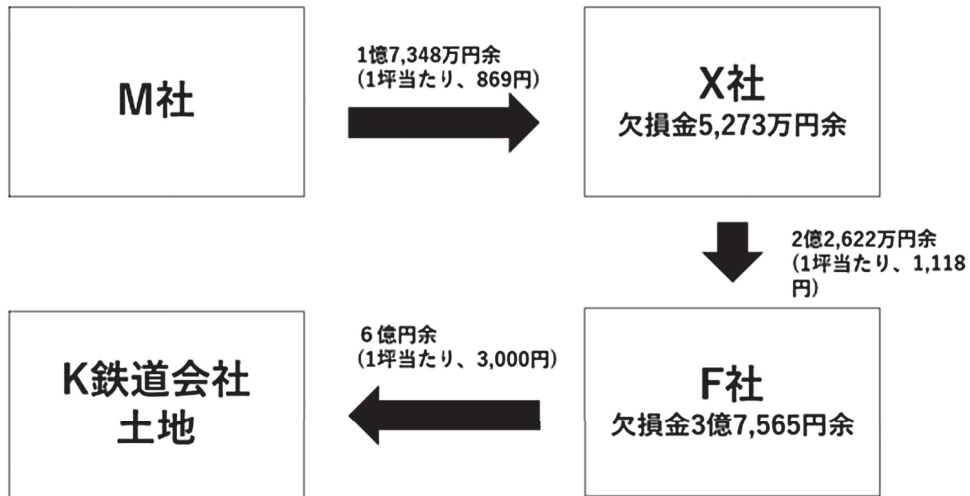 M社
1億7,348万円余
(1坪当たり、869円)
X社
欠損金5,273万円余
2億2,622万円余
(1坪当たり、1,118
円)
K鉄道会社
土地
6億円余
(1坪当たり、3,000円)
F社
欠損金3億7,565円余